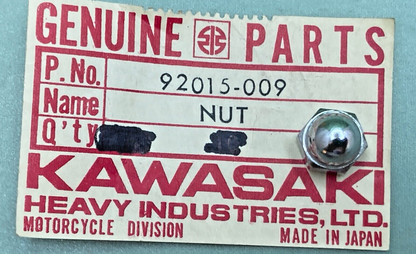 GENUINE PARTS
P. No. 92015-009
Name NUT
Q'ty
KAWASAKI
HEAVY INDUSTRIES, LTD.
MOTORCYCLE DIVISION MADE IN JAPAN